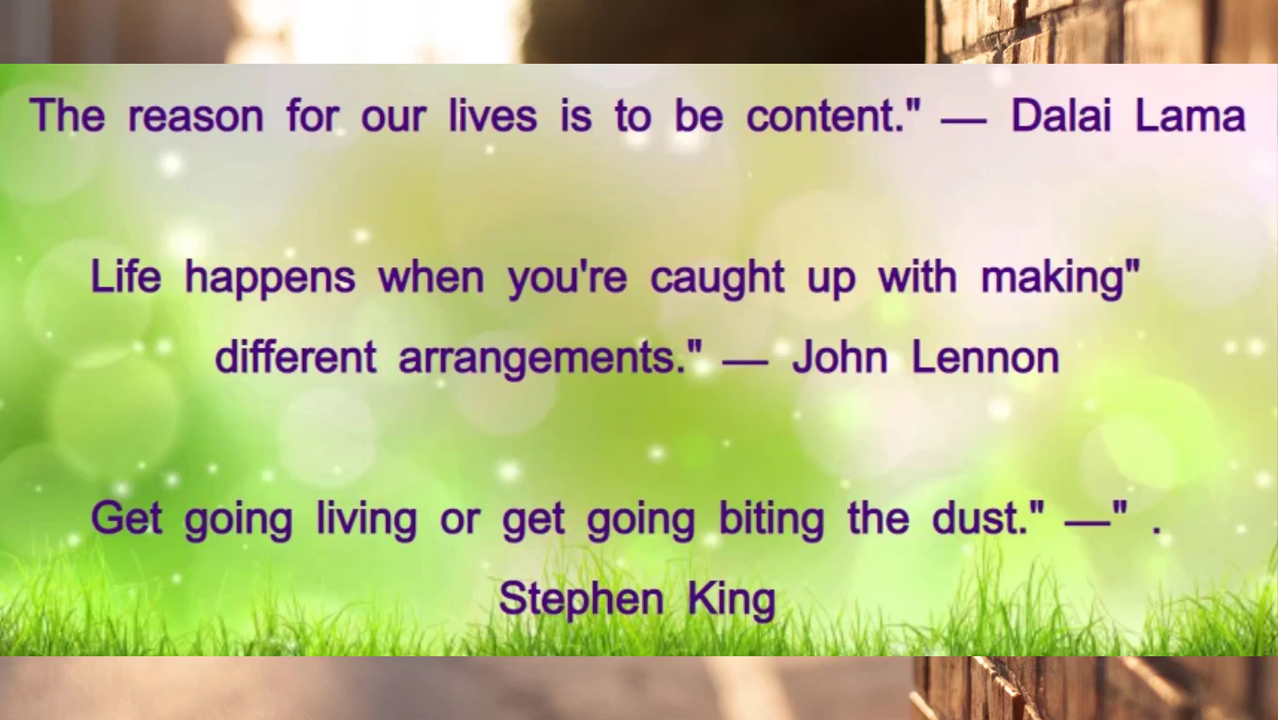 The reason for our lives is to be content." — Dalai Lama
Life happens when you're caught up with making"
different arrangements." — John Lennon
Get going living or get going biting the dust." —" .
Stephen King